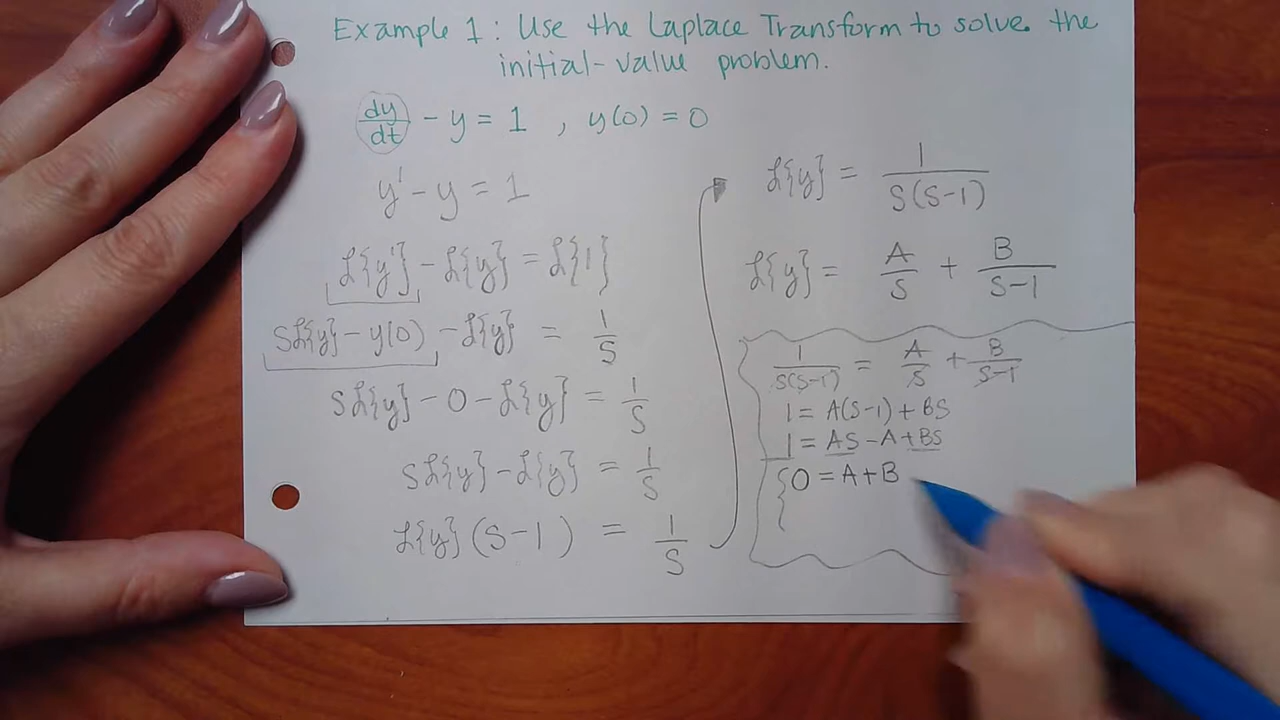 Example 1: Use the Laplace Transform to solve the
initial-value problem.
dy/dt - y = 1 , y(0) = 0
y' - y = 1
ℒ{y'} - ℒ{y} = ℒ{1}
Sℒ{y} - y(0) - ℒ{y} = 1/S
Sℒ{y} - 0 - ℒ{y} = 1/S
Sℒ{y} - ℒ{y} = 1/S
ℒ{y}(S-1) = 1/S
ℒ{y} = 1/S(S-1)
ℒ{y} = A/S + B/S-1
1/S(S-1) = A/S + B/S-1
1 = A(S-1) + BS
1 = AS - A + BS
{0 = A+B